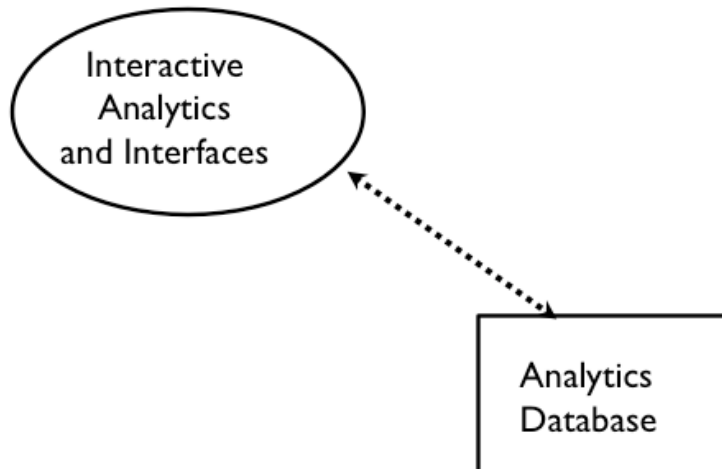 Interactive
Analytics
and Interfaces
Analytics
Database